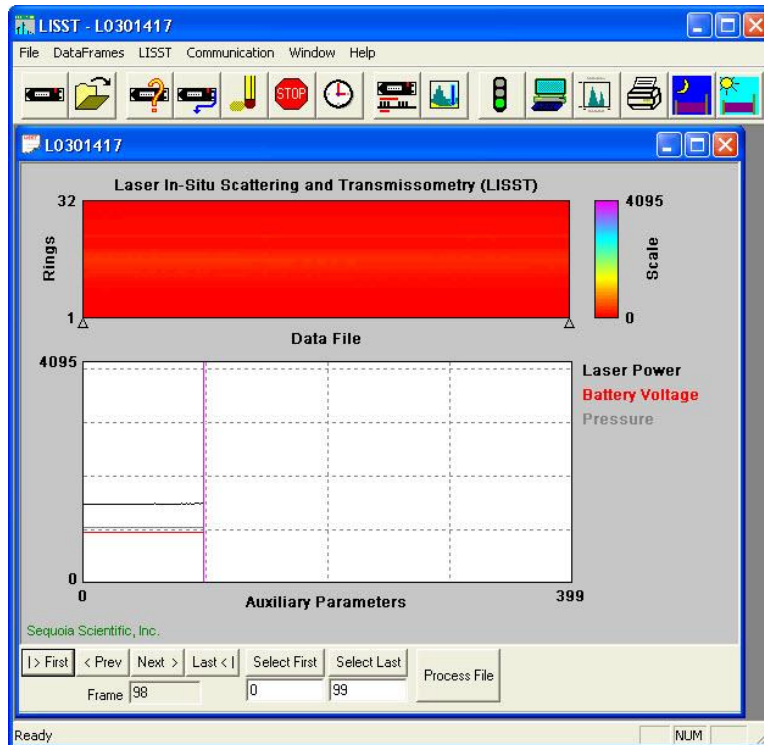 LISST - L0301417
File DataFrames LISST Communication Window Help
STOP
L0301417
Laser In-Situ Scattering and Transmissometry (LISST)
32
Rings
1
4095
Scale
0
Data File
4095
0
0
Auxiliary Parameters
399
Laser Power
Battery Voltage
Pressure
Sequoia Scientific, Inc.
|> First < Prev Next > Last <| Select First Select Last Process File
Frame 98 0 99
Ready NUM